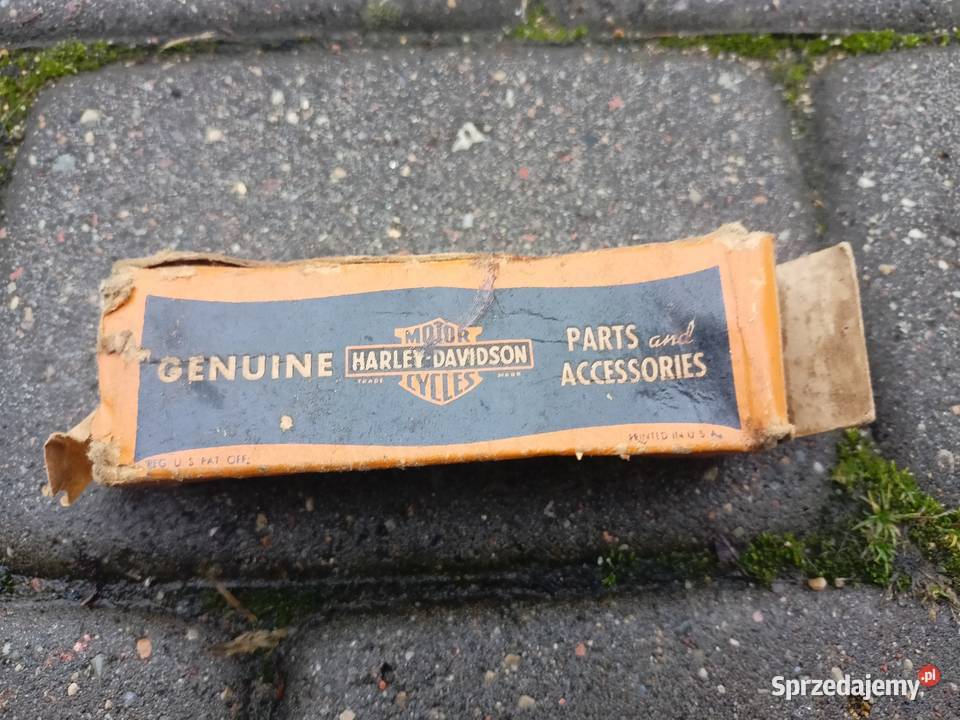 GENUINE
MOTOR
HARLEY-DAVIDSON
TRADE MARK
CYCLES
PARTS and
ACCESSORIES
REG. U S PAT. OFF.
PRINTED IN U. S. A.
Sprzedajemy.pl